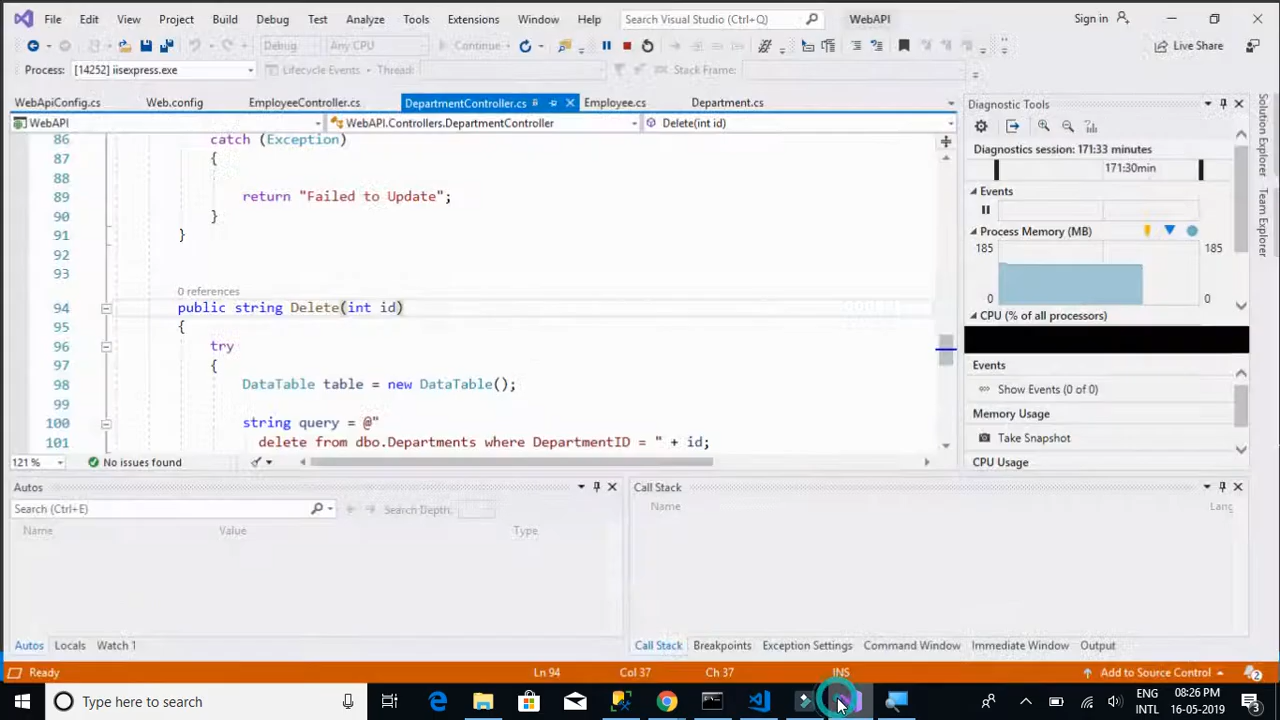 File Edit View Project Build Debug Test Analyze Tools Extensions Window Help Search Visual Studio (Ctrl+Q) WebAPI Sign in
Debug Any CPU Continue Live Share
Process: [14252] iisexpress.exe Lifecycle Events Thread: Stack Frame:
WebApiConfig.cs Web.config EmployeeController.cs DepartmentController.cs Employee.cs Department.cs
WebAPI WebAPI.Controllers.DepartmentController Delete(int id)
86 catch (Exception)
87 {
88
89 return "Failed to Update";
90 }
91 }
92
93
0 references
94 public string Delete(int id)
95 {
96 try
97 {
98 DataTable table = new DataTable();
99
100 string query = @"
101 delete from dbo.Departments where DepartmentID = " + id;
121 % No issues found
Diagnostic Tools
Diagnostics session: 171:33 minutes
171:30min
Events
Process Memory (MB)
185 185
0 0
CPU (% of all processors)
Events
Show Events (0 of 0)
Memory Usage
Take Snapshot
CPU Usage
Solution Explorer
Team Explorer
Autos
Search (Ctrl+E) Search Depth:
Name Value Type
Autos Locals Watch 1
Call Stack
Name Lang
Call Stack Breakpoints Exception Settings Command Window Immediate Window Output
Ready Ln 94 Col 37 Ch 37 INS Add to Source Control 2
Type here to search
ENG
INTL
08:26 PM
16-05-2019
3